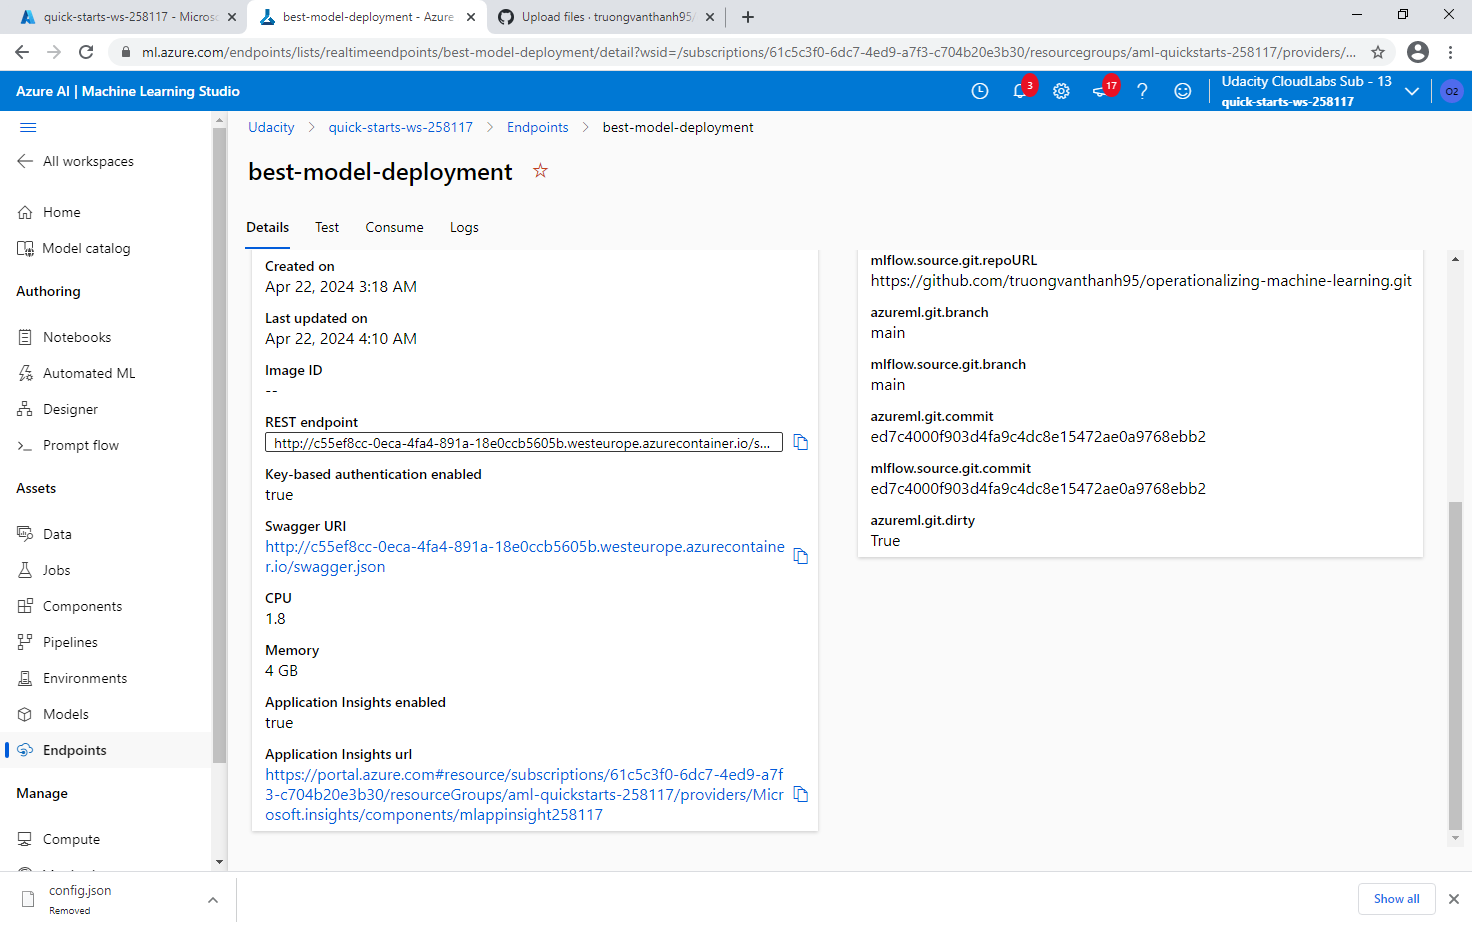 quick-starts-ws-258117 - Micros
best-model-deployment - Azure
Upload files · truongvanthanh95/
ml.azure.com/endpoints/lists/realtimeendpoints/best-model-deployment/detail?wsid=/subscriptions/61c5c3f0-6dc7-4ed9-a7f3-c704b20e3b30/resourcegroups/aml-quickstarts-258117/providers/...
Azure AI | Machine Learning Studio
3
17
Udacity CloudLabs Sub - 13
quick-starts-ws-258117
O2
All workspaces
Home
Model catalog
Authoring
Notebooks
Automated ML
Designer
Prompt flow
Assets
Data
Jobs
Components
Pipelines
Environments
Models
Endpoints
Manage
Compute
Udacity > quick-starts-ws-258117 > Endpoints > best-model-deployment
best-model-deployment
Details Test Consume Logs
Created on
Apr 22, 2024 3:18 AM
Last updated on
Apr 22, 2024 4:10 AM
Image ID
--
REST endpoint
http://c55ef8cc-0eca-4fa4-891a-18e0ccb5605b.westeurope.azurecontainer.io/s...
Key-based authentication enabled
true
Swagger URI
http://c55ef8cc-0eca-4fa4-891a-18e0ccb5605b.westeurope.azurecontaine
r.io/swagger.json
CPU
1.8
Memory
4 GB
Application Insights enabled
true
Application Insights url
https://portal.azure.com#resource/subscriptions/61c5c3f0-6dc7-4ed9-a7f
3-c704b20e3b30/resourceGroups/aml-quickstarts-258117/providers/Micr
osoft.insights/components/mlappinsight258117
mlflow.source.git.repoURL
https://github.com/truongvanthanh95/operationalizing-machine-learning.git
azureml.git.branch
main
mlflow.source.git.branch
main
azureml.git.commit
ed7c4000f903d4fa9c4dc8e15472ae0a9768ebb2
mlflow.source.git.commit
ed7c4000f903d4fa9c4dc8e15472ae0a9768ebb2
azureml.git.dirty
True
config.json
Removed
Show all